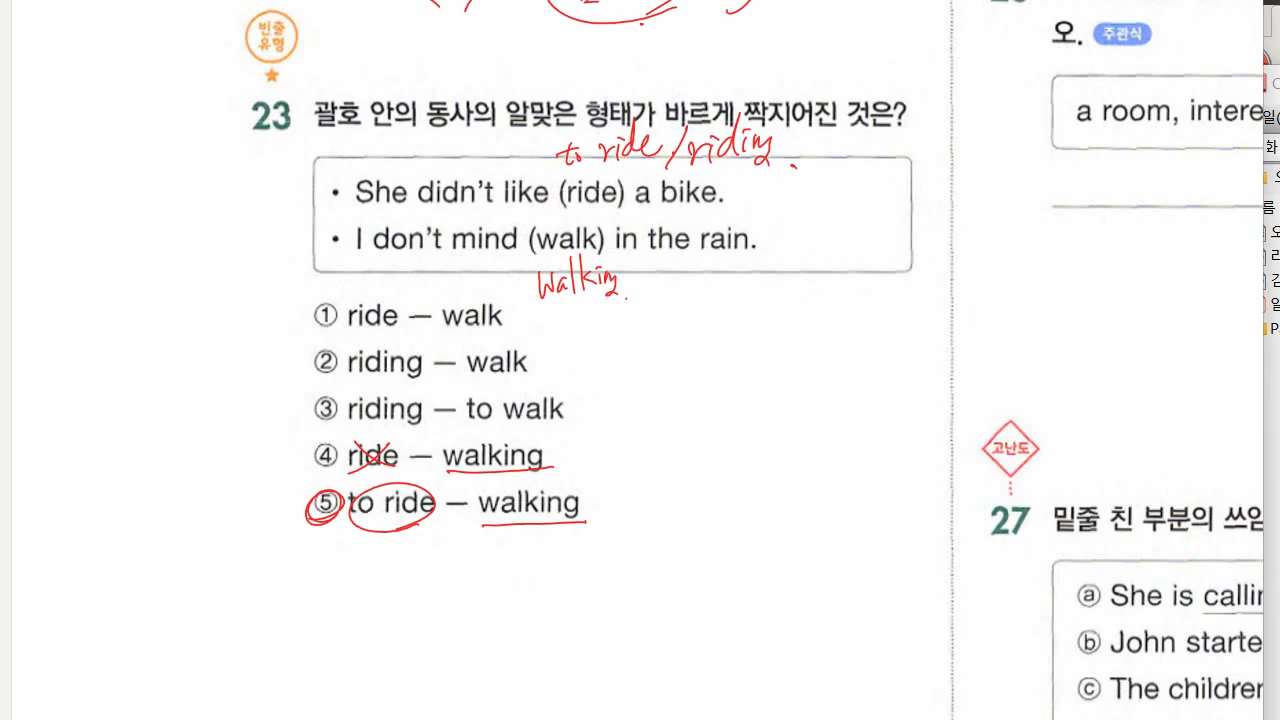 빈출
유형
23 괄호 안의 동사의 알맞은 형태가 바르게 짝지어진 것은?
to ride / riding.
• She didn't like (ride) a bike.
• I don't mind (walk) in the rain.
walking.
① ride — walk
② riding — walk
③ riding — to walk
④ ride — walking
⑤ to ride — walking
오. 주관식
a room, intere
고난도
27 밑줄 친 부분의 쓰임
ⓐ She is callin
ⓑ John starte
ⓒ The children